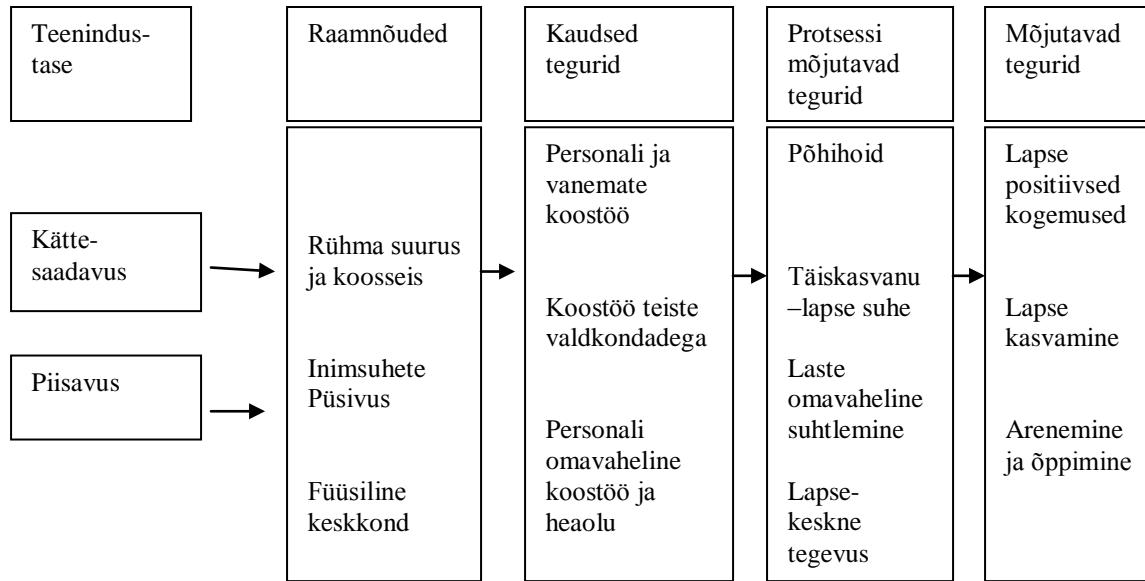 Teenindus-
tase
Raamnõuded
Kaudsed
tegurid
Protsessi
mõjutavad
tegurid
Mõjutavad
tegurid
Kätte-
saadavus
Piisavus
Rühma suurus
ja koosseis
Inimsuhete
Püsivus
Füüsiline
keskkond
Personali ja
vanemate
koostöö
Koostöö teiste
valdkondadega
Personali
omavaheline
koostöö ja
heaolu
Põhihoid
Täiskasvanu
–lapse suhe
Laste
omavaheline
suhtlemine
Lapse-
keskne
tegevus
Lapse
positiivsed
kogemused
Lapse
kasvamine
Arenemine
ja õppimine